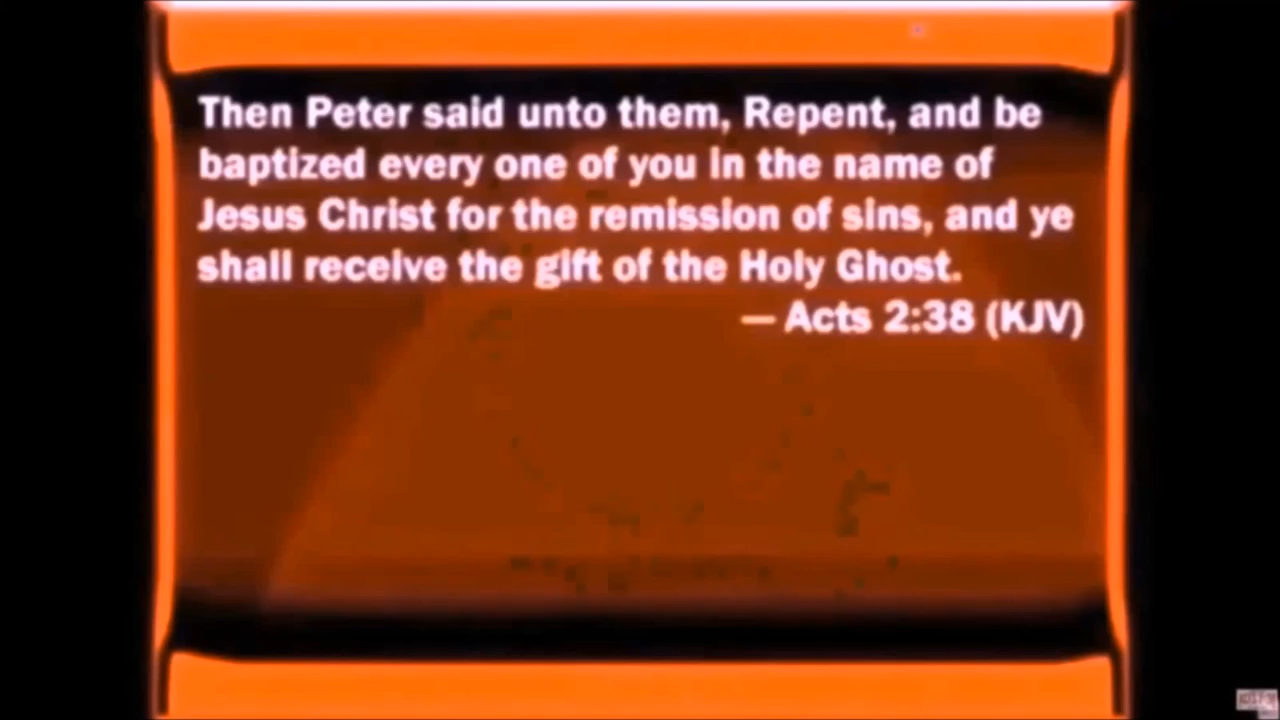 Then Peter said unto them, Repent, and be
baptized every one of you in the name of
Jesus Christ for the remission of sins, and ye
shall receive the gift of the Holy Ghost.
— Acts 2:38 (KJV)